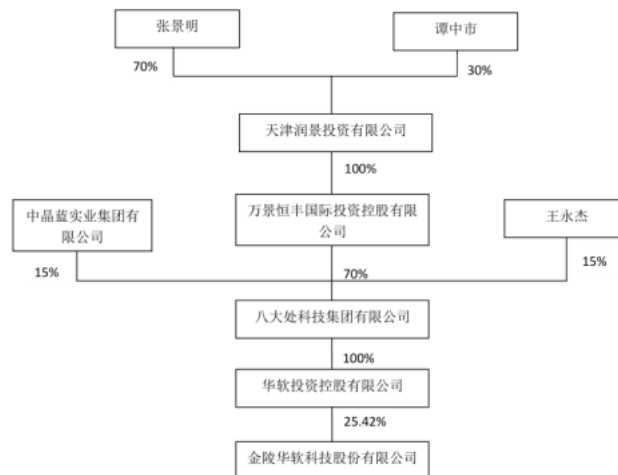 张景明
谭中市
70%
30%
天津润景投资有限公司
100%
中晶蓝实业集团有
限公司
万景恒丰国际投资控股有限
公司
王永杰
15%
70%
15%
八大处科技集团有限公司
100%
华软投资控股有限公司
25.42%
金陵华软科技股份有限公司